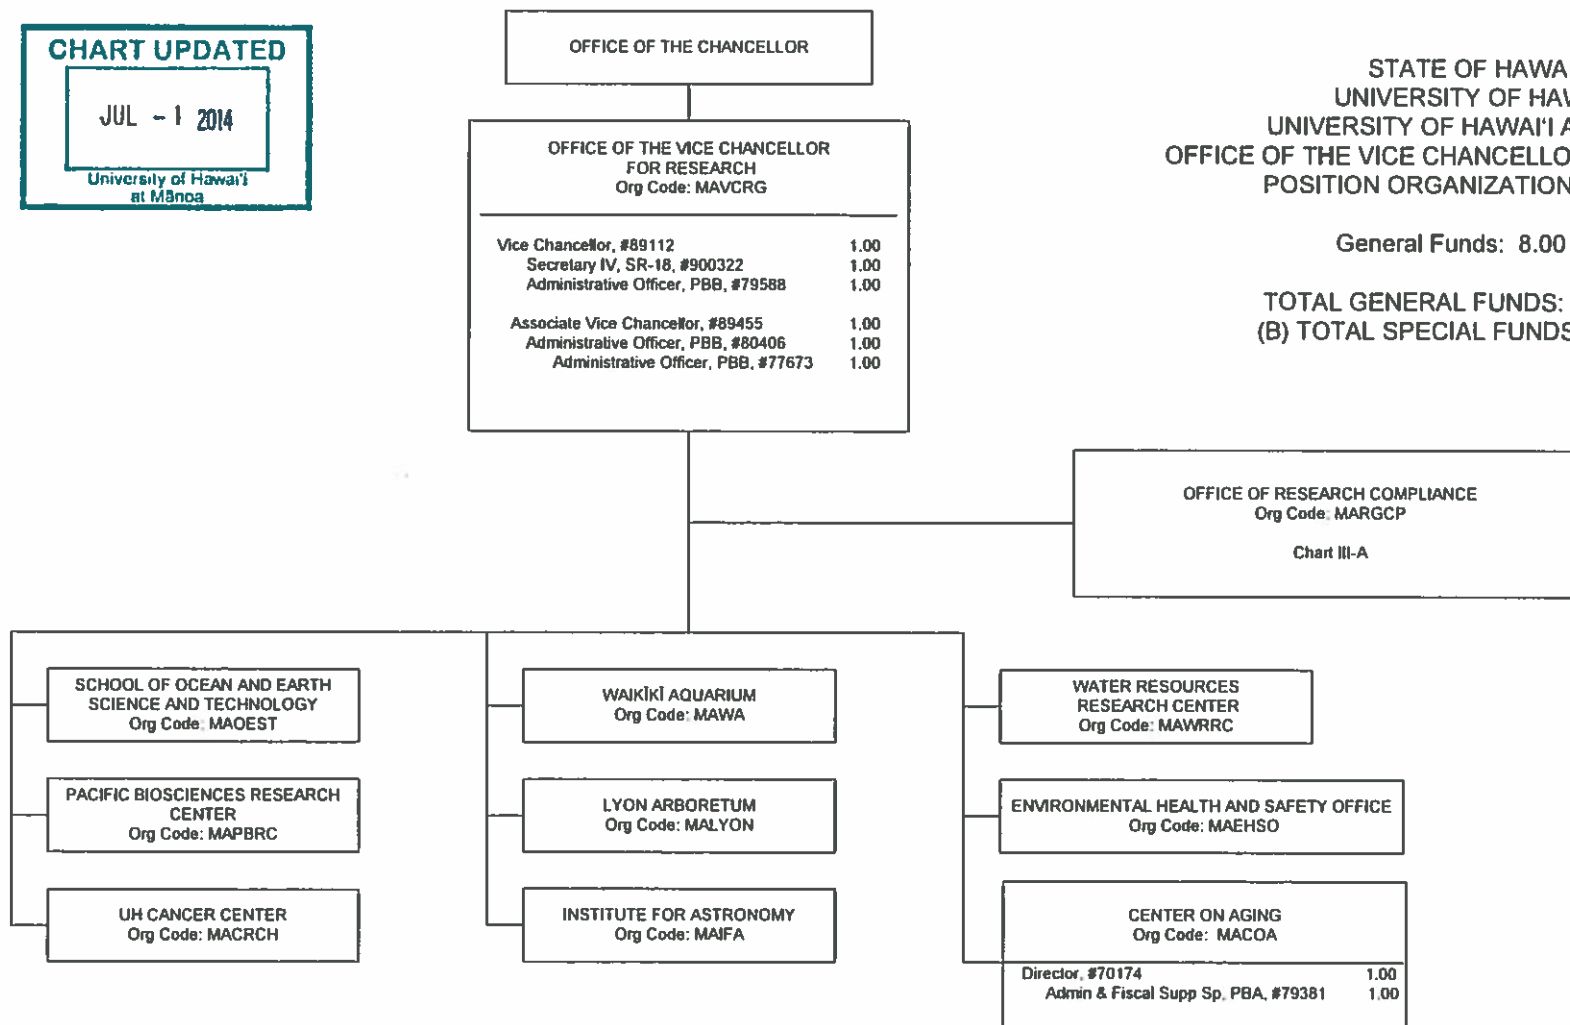 CHART UPDATED
JUL - 1 2014
University of Hawai'i
at Mānoa
OFFICE OF THE CHANCELLOR
OFFICE OF THE VICE CHANCELLOR
FOR RESEARCH
Org Code: MAVCRG
Vice Chancellor, #89112 1.00
Secretary IV, SR-18, #900322 1.00
Administrative Officer, PBB, #79588 1.00
Associate Vice Chancellor, #89455 1.00
Administrative Officer, PBB, #80406 1.00
Administrative Officer, PBB, #77673 1.00
STATE OF HAWA
UNIVERSITY OF HAV
UNIVERSITY OF HAWAI'I A
OFFICE OF THE VICE CHANCELLO
POSITION ORGANIZATION
General Funds: 8.00
TOTAL GENERAL FUNDS:
(B) TOTAL SPECIAL FUNDS
OFFICE OF RESEARCH COMPLIANCE
Org Code: MARGCP
Chart III-A
SCHOOL OF OCEAN AND EARTH
SCIENCE AND TECHNOLOGY
Org Code: MAOEST
PACIFIC BIOSCIENCES RESEARCH
CENTER
Org Code: MAPBRC
UH CANCER CENTER
Org Code: MACRCH
WAIKĪKĪ AQUARIUM
Org Code: MAWA
LYON ARBORETUM
Org Code: MALYON
INSTITUTE FOR ASTRONOMY
Org Code: MAIFA
WATER RESOURCES
RESEARCH CENTER
Org Code: MAWRRC
ENVIRONMENTAL HEALTH AND SAFETY OFFICE
Org Code: MAEHSO
CENTER ON AGING
Org Code: MACOA
Director, #70174 1.00
Admin & Fiscal Supp Sp, PBA, #79381 1.00